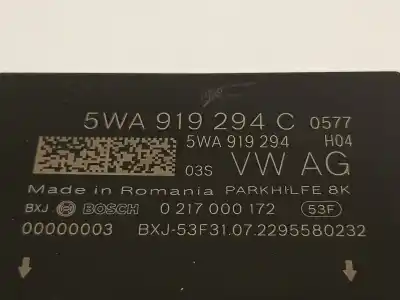 5WA 919 294 C 0577
5WA 919 294 H04
03S VW AG
Made in Romania PARKHILFE 8K
BXJ BOSCH 0 217 000 172 53F
00000003 BXJ-53F31.07.2295580232